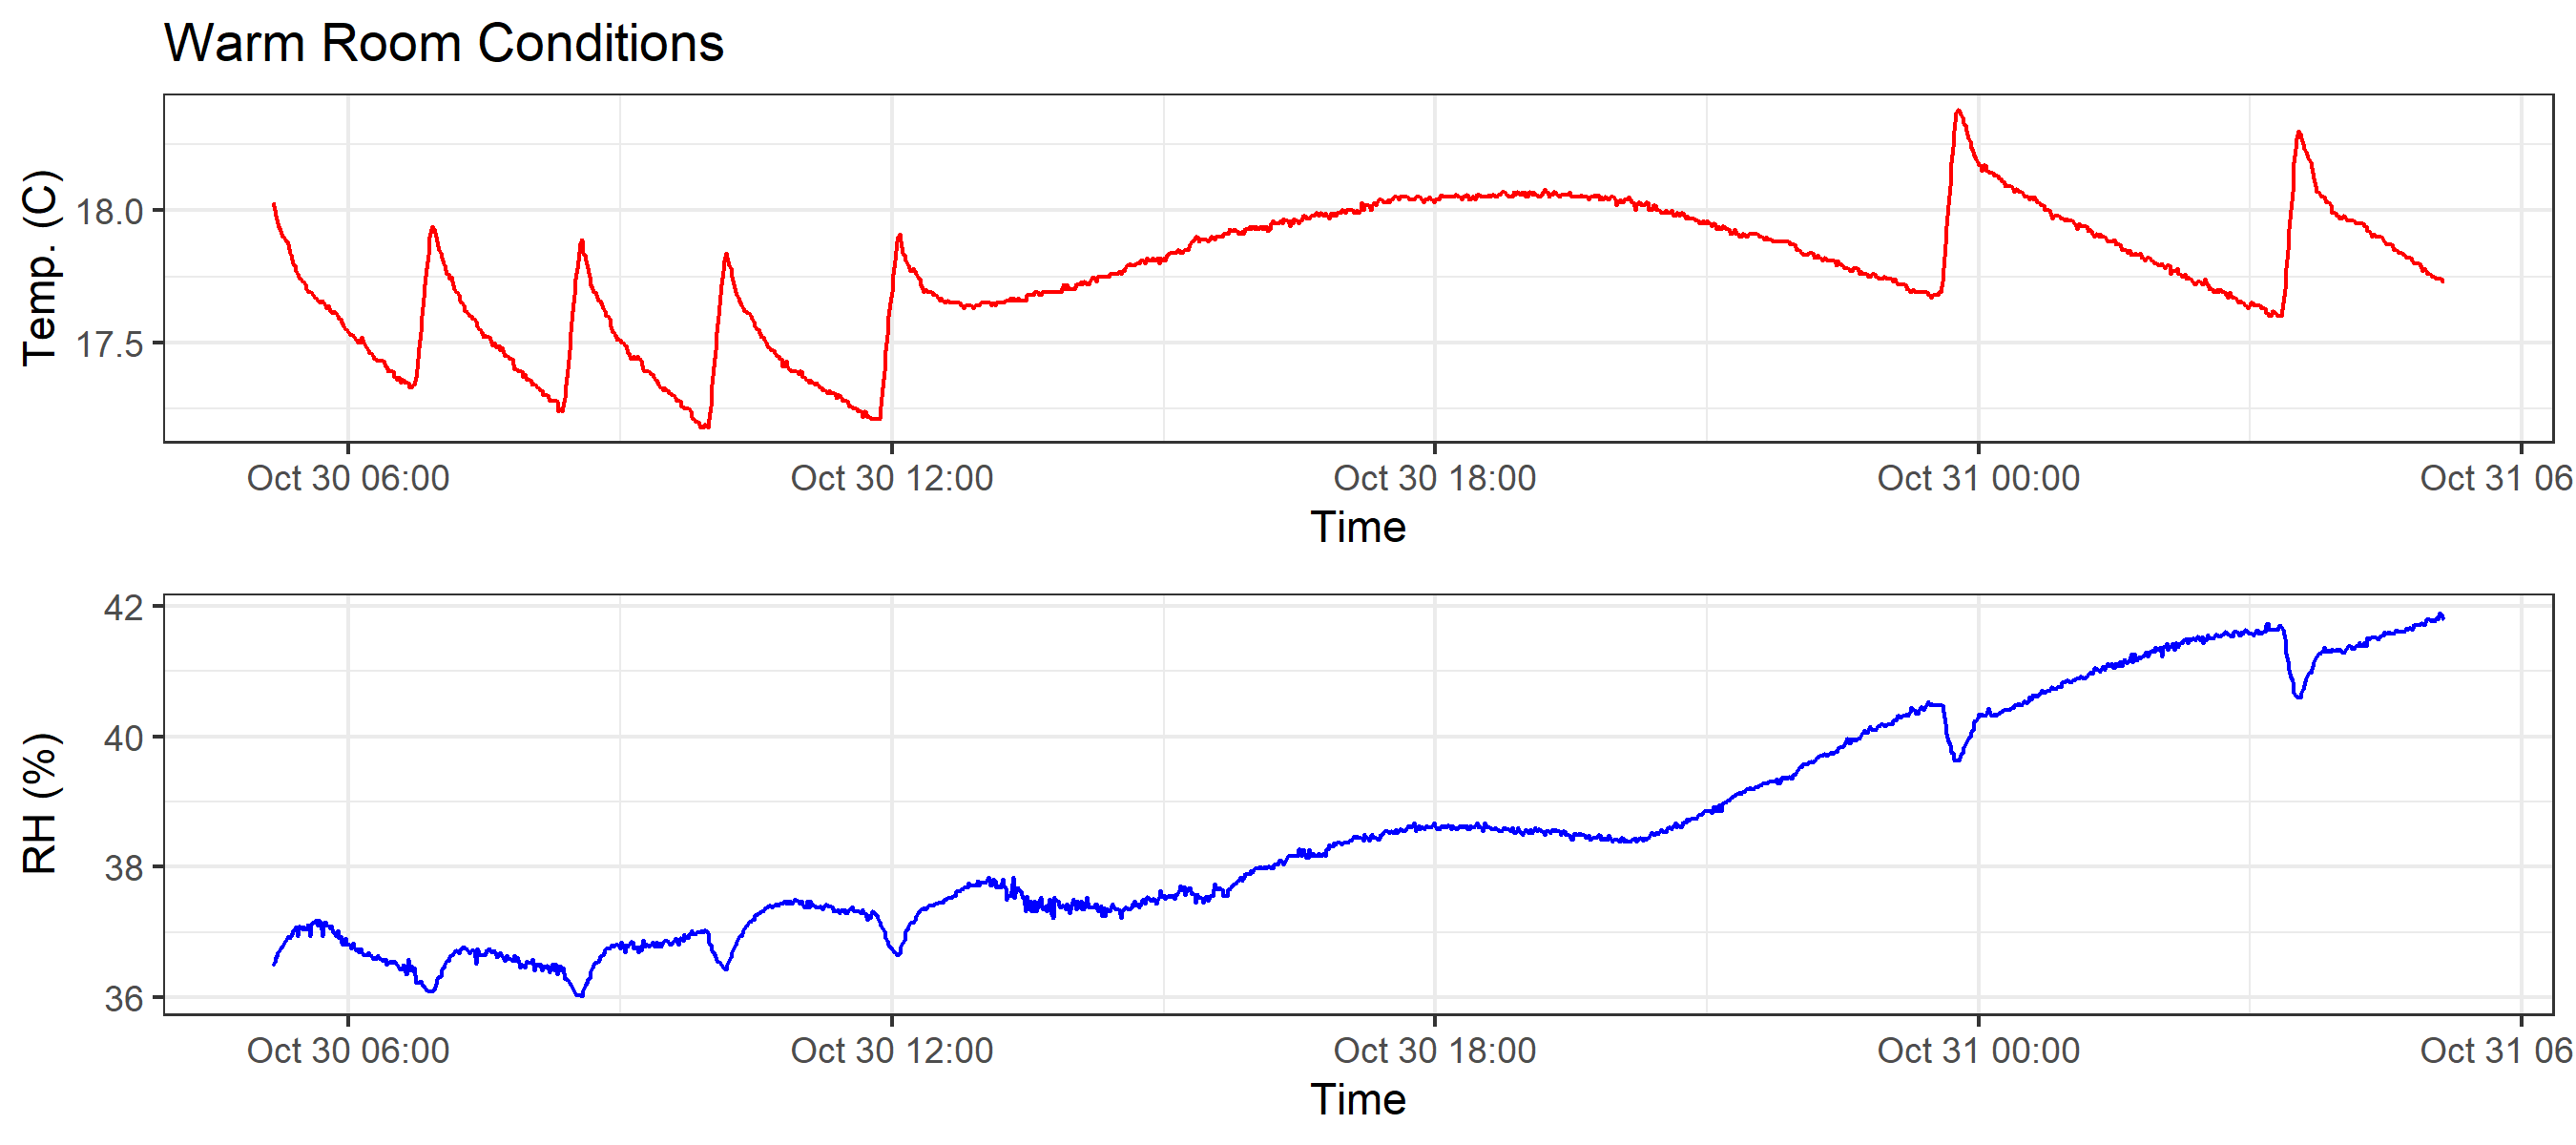 Warm Room Conditions
Temp. (C)
18.0
17.5
Oct 30 06:00 Oct 30 12:00 Oct 30 18:00 Oct 31 00:00 Oct 31 06
Time
RH (%)
42
40
38
36
Oct 30 06:00 Oct 30 12:00 Oct 30 18:00 Oct 31 00:00 Oct 31 06
Time